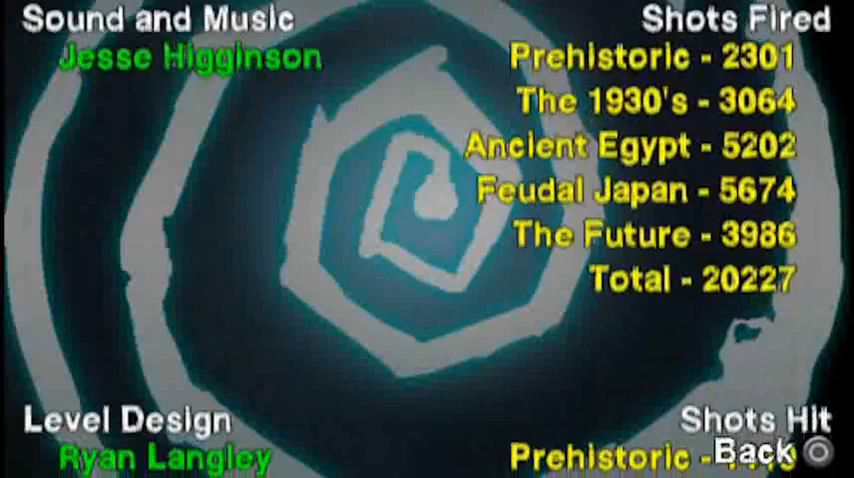 Sound and Music
Jesse Higginson
Shots Fired
Prehistoric - 2301
The 1930's - 3064
Ancient Egypt - 5202
Feudal Japan - 5674
The Future - 3986
Total - 20227
Level Design
Ryan Langley
Shots Hit
Prehistoric -
Back